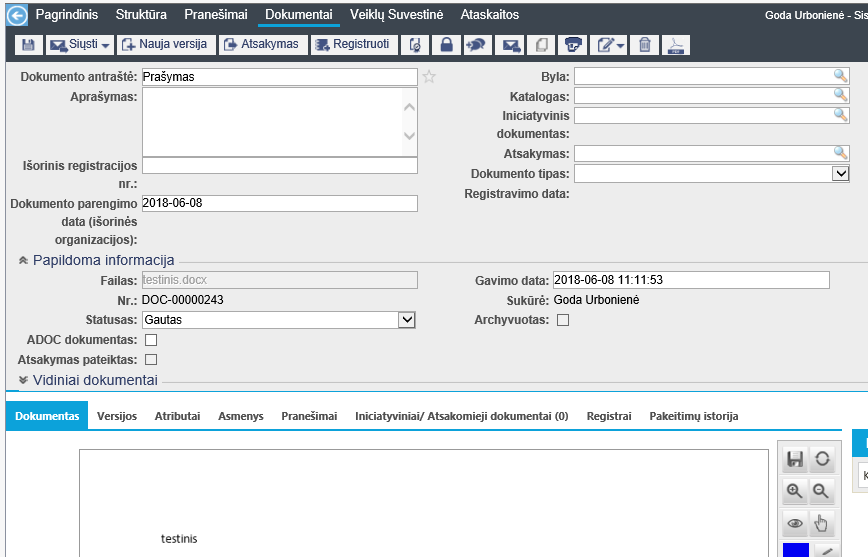 Pagrindinis Struktūra Pranešimai Dokumentai Veiklų Suvestinė Ataskaitos Goda Urbonienė - Sis
Siųsti Nauja versija Atsakymas Registruoti
Dokumento antraštė: Prašymas
Aprašymas:
Išorinis registracijos
nr.:
Dokumento parengimo 2018-06-08
data (išorinės
organizacijos):
Byla:
Katalogas:
Iniciatyvinis
dokumentas:
Atsakymas:
Dokumento tipas:
Registravimo data:
Papildoma informacija
Failas: testinis.docx
Nr.: DOC-00000243
Statusas: Gautas
ADOC dokumentas:
Atsakymas pateiktas:
Gavimo data: 2018-06-08 11:11:53
Sukūrė: Goda Urbonienė
Archyvuotas:
Vidiniai dokumentai
Dokumentas Versijos Atributai Asmenys Pranešimai Iniciatyviniai/ Atsakomieji dokumentai (0) Registrai Pakeitimų istorija
testinis